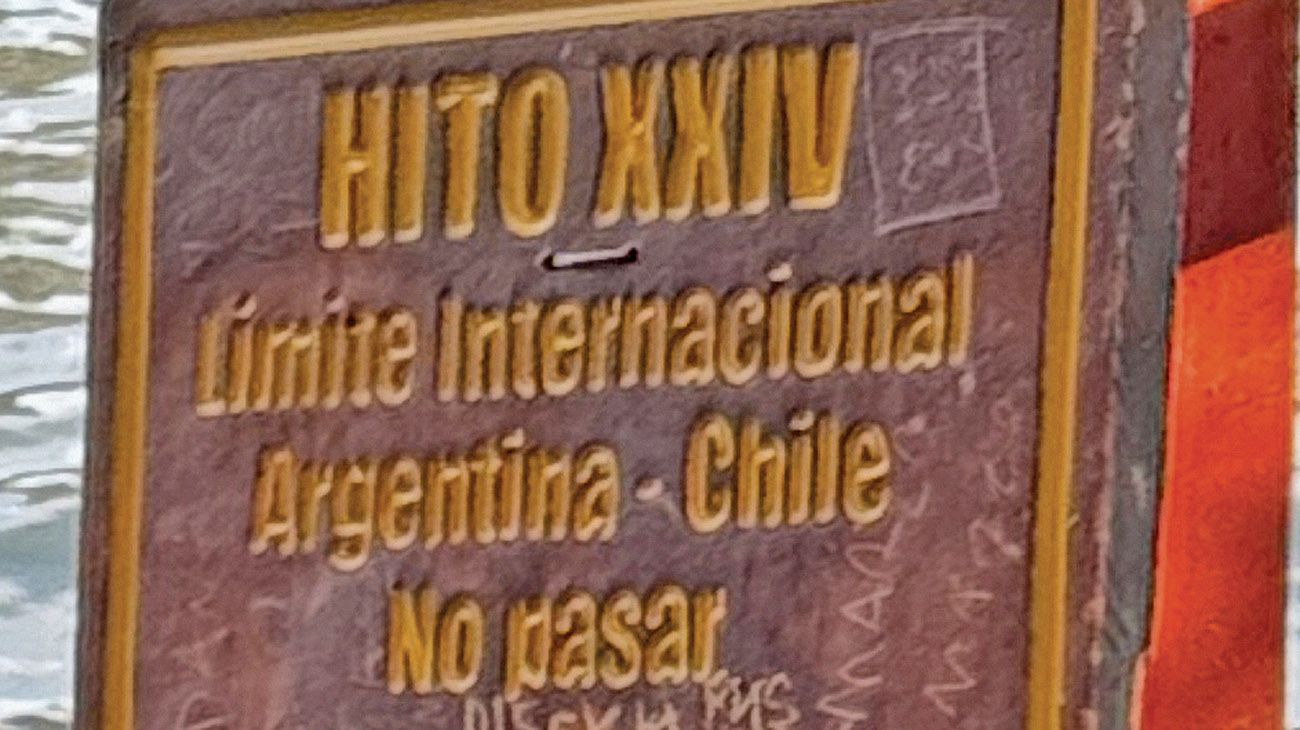 HITO XXIV
Límite Internacional
Argentina - Chile
No pasar